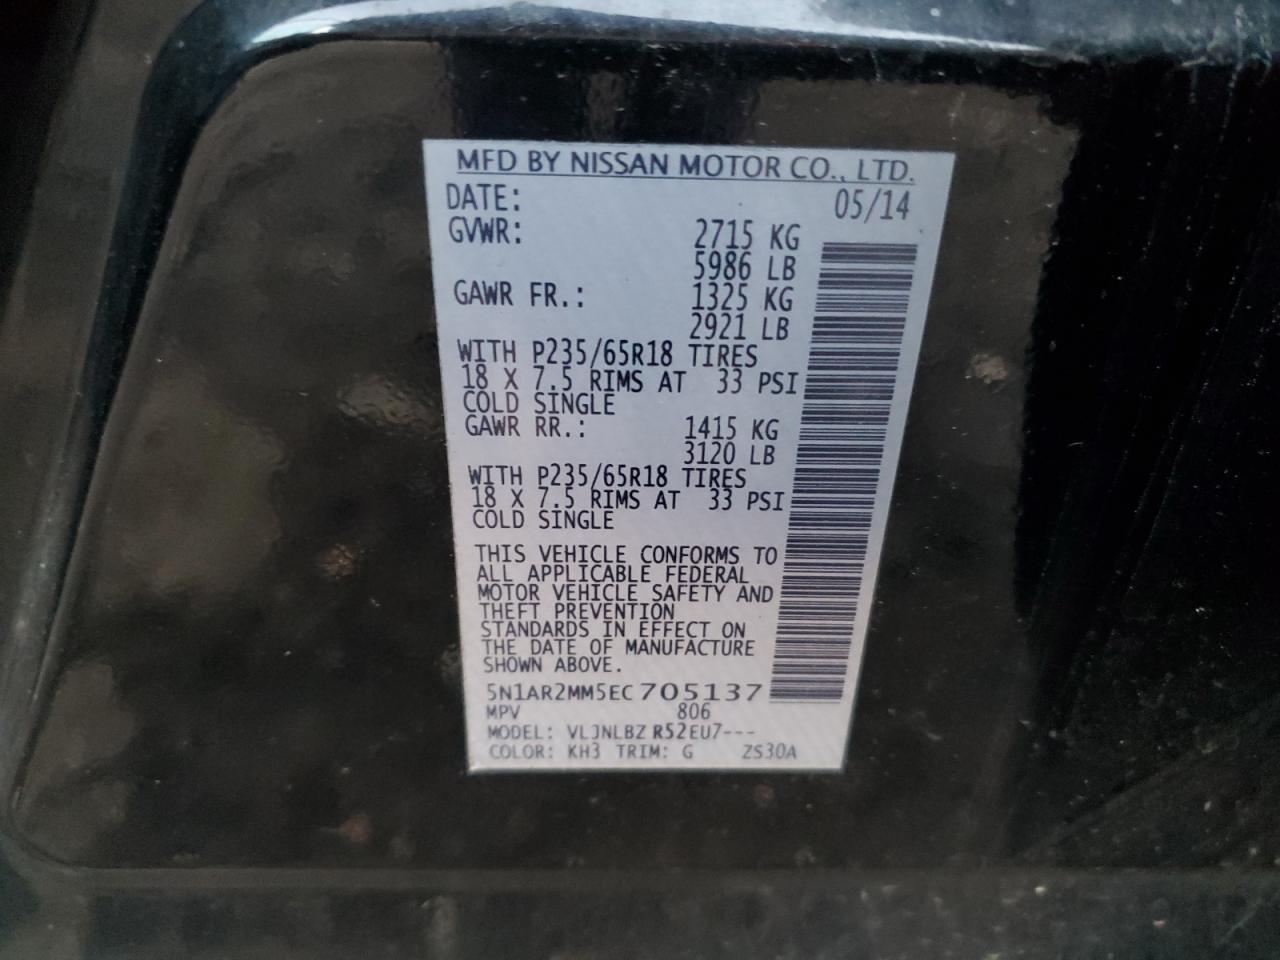 MFD BY NISSAN MOTOR CO., LTD.
DATE: 05/14
GVWR: 2715 KG
5986 LB
GAWR FR.: 1325 KG
2921 LB
WITH P235/65R18 TIRES
18 X 7.5 RIMS AT 33 PSI
COLD SINGLE
GAWR RR.: 1415 KG
3120 LB
WITH P235/65R18 TIRES
18 X 7.5 RIMS AT 33 PSI
COLD SINGLE
THIS VEHICLE CONFORMS TO
ALL APPLICABLE FEDERAL
MOTOR VEHICLE SAFETY AND
THEFT PREVENTION
STANDARDS IN EFFECT ON
THE DATE OF MANUFACTURE
SHOWN ABOVE.
5N1AR2MM5EC705137
MPV 806
MODEL: VLJNLBZ R52EU7---
COLOR: KH3 TRIM: G ZS30A